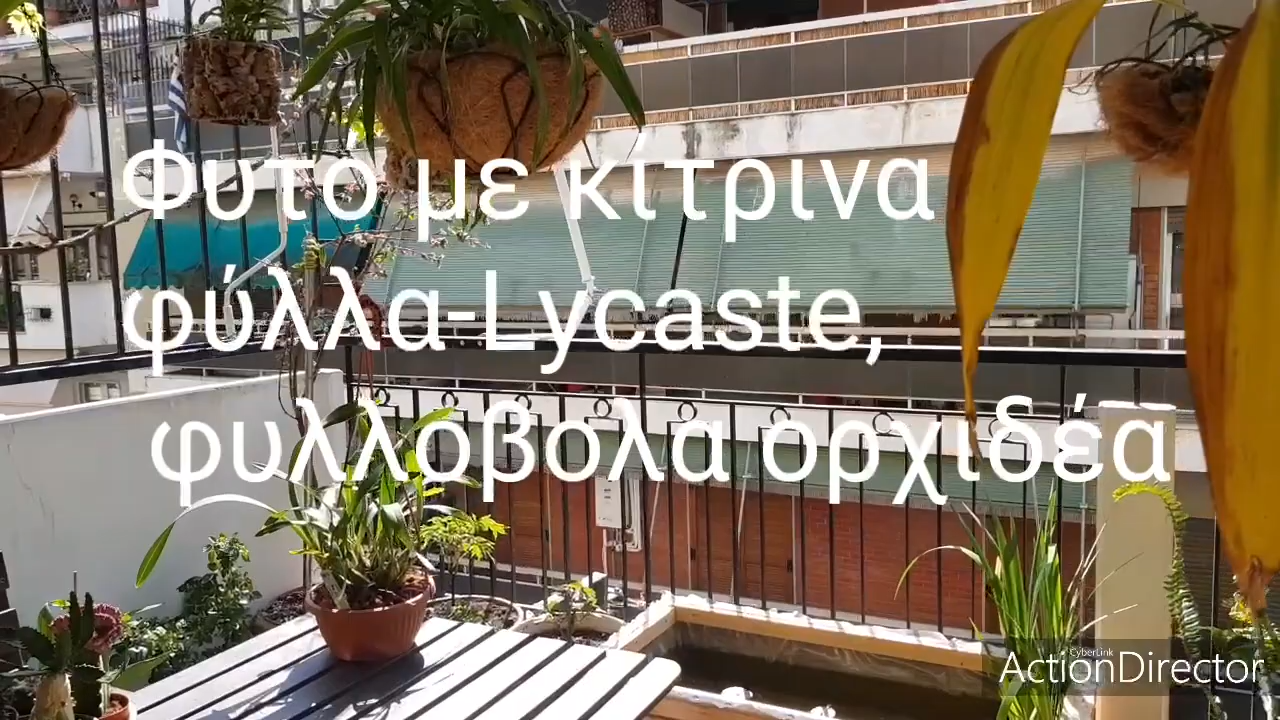 Φυτο με κιτρινα
φύλλα-Lycaste,
φυλλοβολα ορχιδέα
CyberLink
ActionDirector